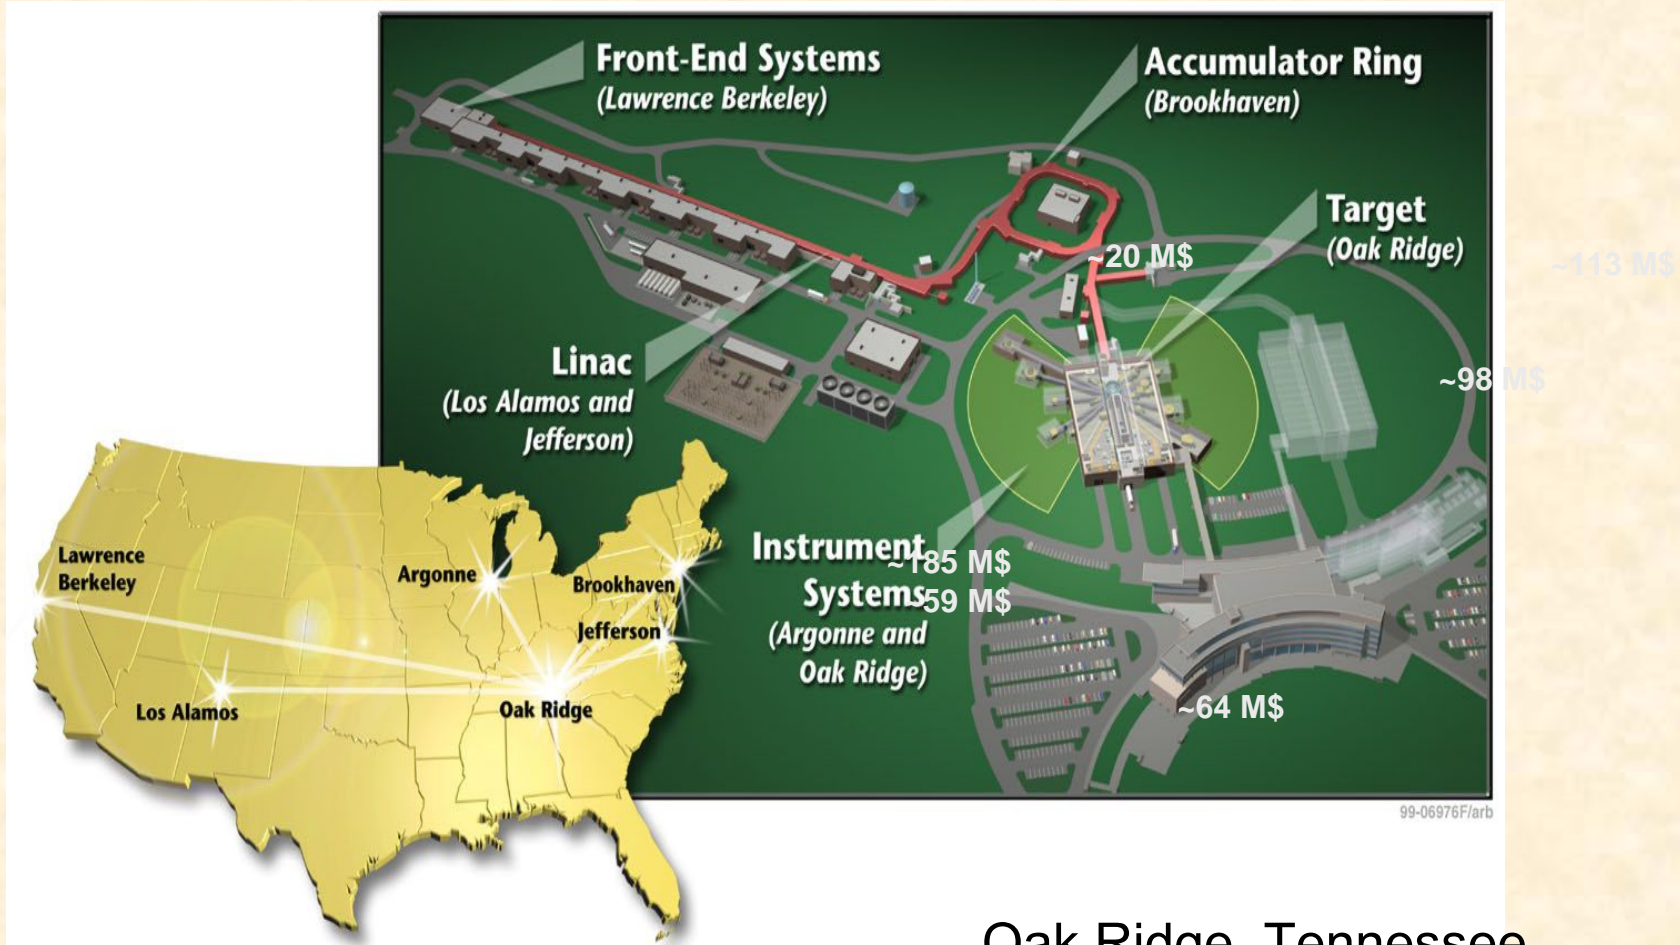 Front-End Systems
(Lawrence Berkeley)
Accumulator Ring
(Brookhaven)
Target
(Oak Ridge)
~20 M$
~113 M$
Linac
(Los Alamos and
Jefferson)
~98 M$
Instrument
Systems
(Argonne and
Oak Ridge)
~185 M$
~59 M$
~64 M$
Lawrence
Berkeley
Argonne
Brookhaven
Jefferson
Los Alamos
Oak Ridge
99-06976F/arb
Oak Ridge, Tennessee